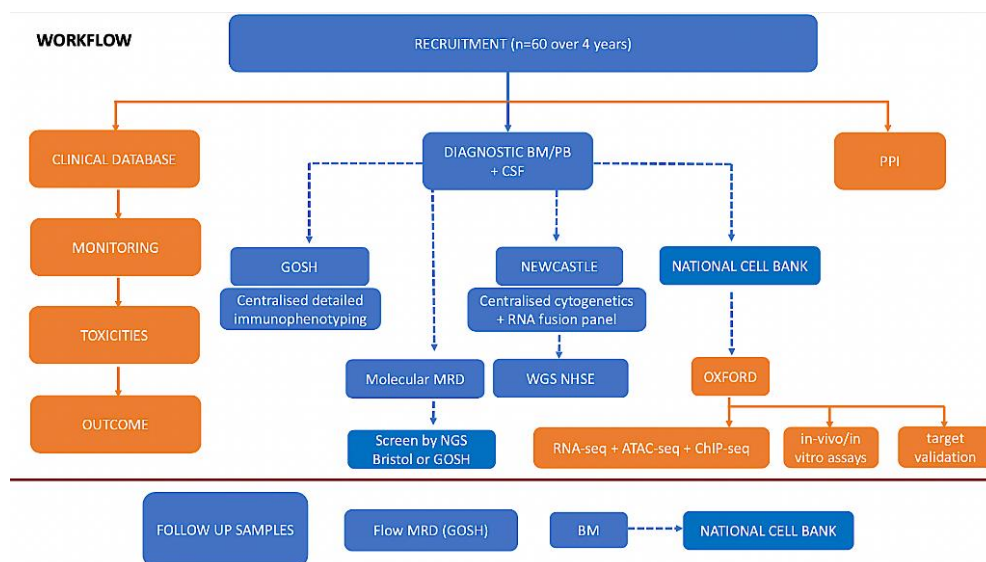 WORKFLOW
RECRUITMENT (n=60 over 4 years)
CLINICAL DATABASE
DIAGNOSTIC BM/PB
+ CSF
PPI
MONITORING
GOSH
NEWCASTLE
NATIONAL CELL BANK
Centralised detailed
immunophenotyping
Centralised cytogenetics
+ RNA fusion panel
TOXICITIES
Molecular MRD
WGS NHSE
OXFORD
OUTCOME
Screen by NGS
Bristol or GOSH
RNA-seq + ATAC-seq + ChIP-seq
in-vivo/in
vitro assays
target
validation
FOLLOW UP SAMPLES
Flow MRD (GOSH)
BM
NATIONAL CELL BANK